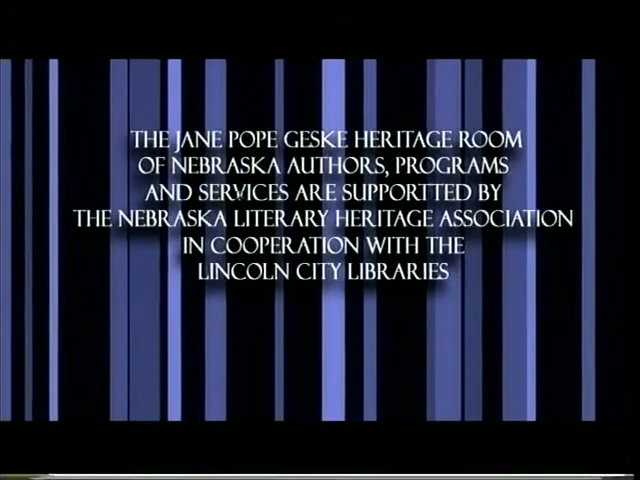 THE JANE POPE GESKE HERITAGE ROOM
OF NEBRASKA AUTHORS, PROGRAMS
AND SERVICES ARE SUPPORTTED BY
THE NEBRASKA LITERARY HERITAGE ASSOCIATION
IN COOPERATION WITH THE
LINCOLN CITY LIBRARIES